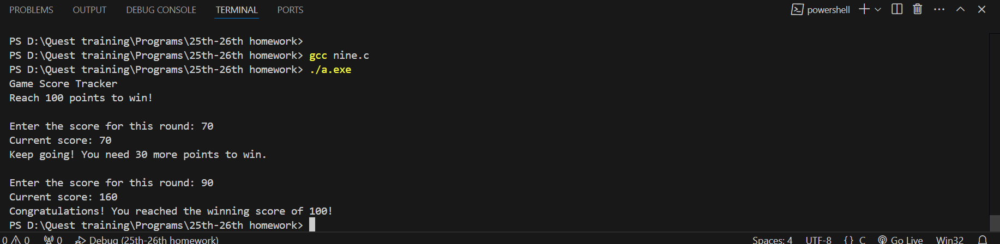 PROBLEMS OUTPUT DEBUG CONSOLE TERMINAL PORTS powershell
PS D:\Quest training\Programs\25th-26th homework>
PS D:\Quest training\Programs\25th-26th homework> gcc nine.c
PS D:\Quest training\Programs\25th-26th homework> ./a.exe
Game Score Tracker
Reach 100 points to win!
Enter the score for this round: 70
Current score: 70
Keep going! You need 30 more points to win.
Enter the score for this round: 90
Current score: 160
Congratulations! You reached the winning score of 100!
PS D:\Quest training\Programs\25th-26th homework>
0 0 0 Debug (25th-26th homework) Spaces: 4 UTF-8 {} C Go Live Win32